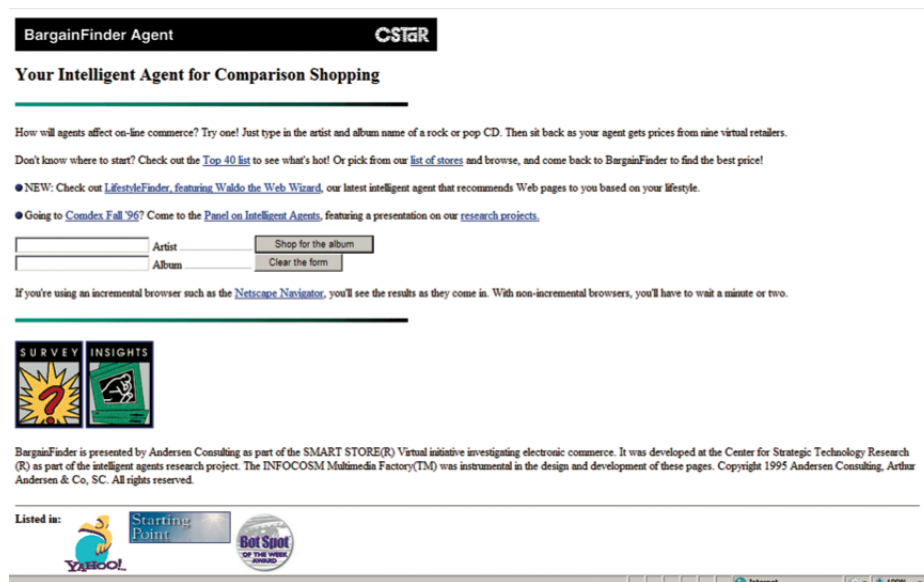 BargainFinder Agent CSTaR
Your Intelligent Agent for Comparison Shopping
How will agents affect on-line commerce? Try one! Just type in the artist and album name of a rock or pop CD. Then sit back as your agent gets prices from nine virtual retailers.
Don't know where to start? Check out the Top 40 list to see what's hot! Or pick from our list of stores and browse, and come back to BargainFinder to find the best price!
NEW: Check out LifestyleFinder, featuring Waldo the Web Wizard, our latest intelligent agent that recommends Web pages to you based on your lifestyle.
Going to Comdex Fall '96? Come to the Panel on Intelligent Agents, featuring a presentation on our research projects.
Artist Shop for the album
Album Clear the form
If you're using an incremental browser such as the Netscape Navigator, you'll see the results as they come in. With non-incremental browsers, you'll have to wait a minute or two.
SURVEY INSIGHTS
?
BargainFinder is presented by Andersen Consulting as part of the SMART STORE(R) Virtual initiative investigating electronic commerce. It was developed at the Center for Strategic Technology Research
(R) as part of the intelligent agents research project. The INFOCOSM Multimedia Factory(TM) was instrumental in the design and development of these pages. Copyright 1995 Andersen Consulting, Arthur
Andersen & Co, SC. All rights reserved.
Listed in:
YAHOO!
Starting
Point
Bot Spot
OF THE WEEK
AWARD
Internet 100%